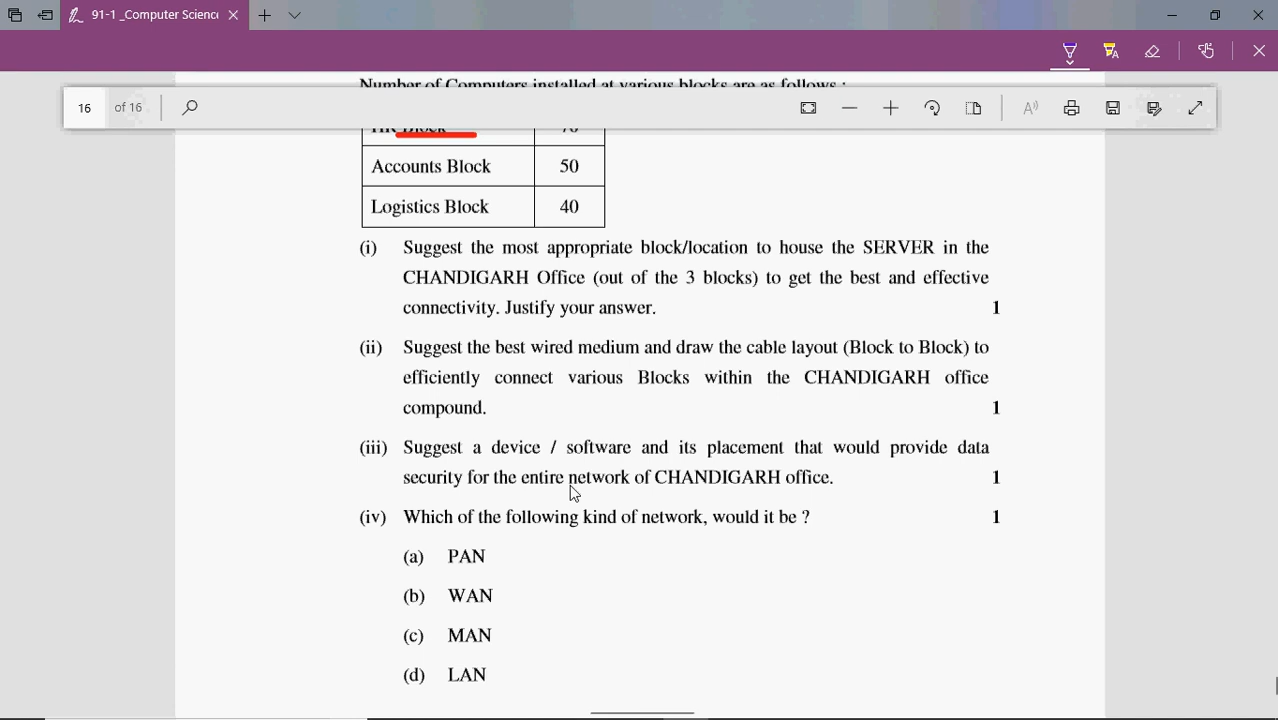 91-1 _Computer Science
Number of Computers installed at various blocks are as follows :
16 of 16
HR Block 70
Accounts Block 50
Logistics Block 40
(i) Suggest the most appropriate block/location to house the SERVER in the
CHANDIGARH Office (out of the 3 blocks) to get the best and effective
connectivity. Justify your answer. 1
(ii) Suggest the best wired medium and draw the cable layout (Block to Block) to
efficiently connect various Blocks within the CHANDIGARH office
compound. 1
(iii) Suggest a device / software and its placement that would provide data
security for the entire network of CHANDIGARH office. 1
(iv) Which of the following kind of network, would it be ? 1
(a) PAN
(b) WAN
(c) MAN
(d) LAN